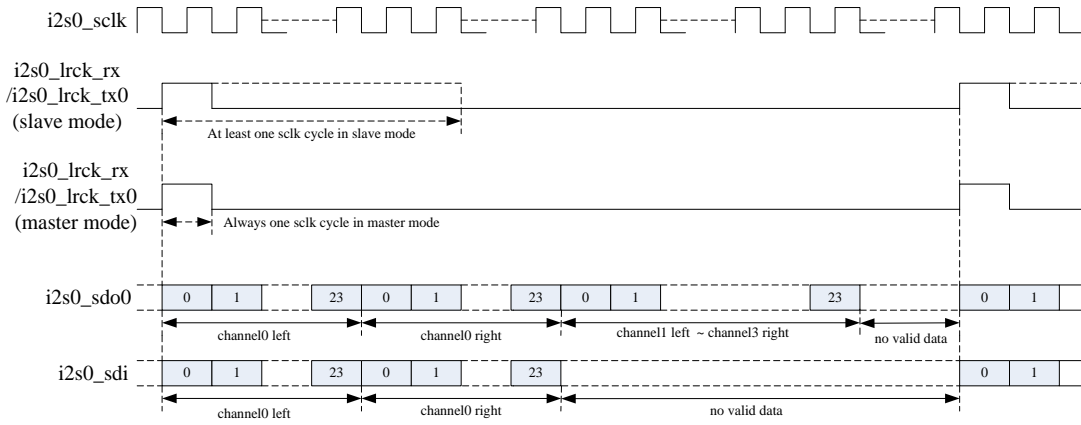 i2s0_sclk
i2s0_lrck_rx
/i2s0_lrck_tx0
(slave mode)
At least one sclk cycle in slave mode
i2s0_lrck_rx
/i2s0_lrck_tx0
(master mode)
Always one sclk cycle in master mode
i2s0_sdo0
0 1 23 0 1 23 0 1 23 0 1
channel0 left
channel0 right
channel1 left ~ channel3 right
no valid data
i2s0_sdi
0 1 23 0 1 23 0 1
channel0 left
channel0 right
no valid data